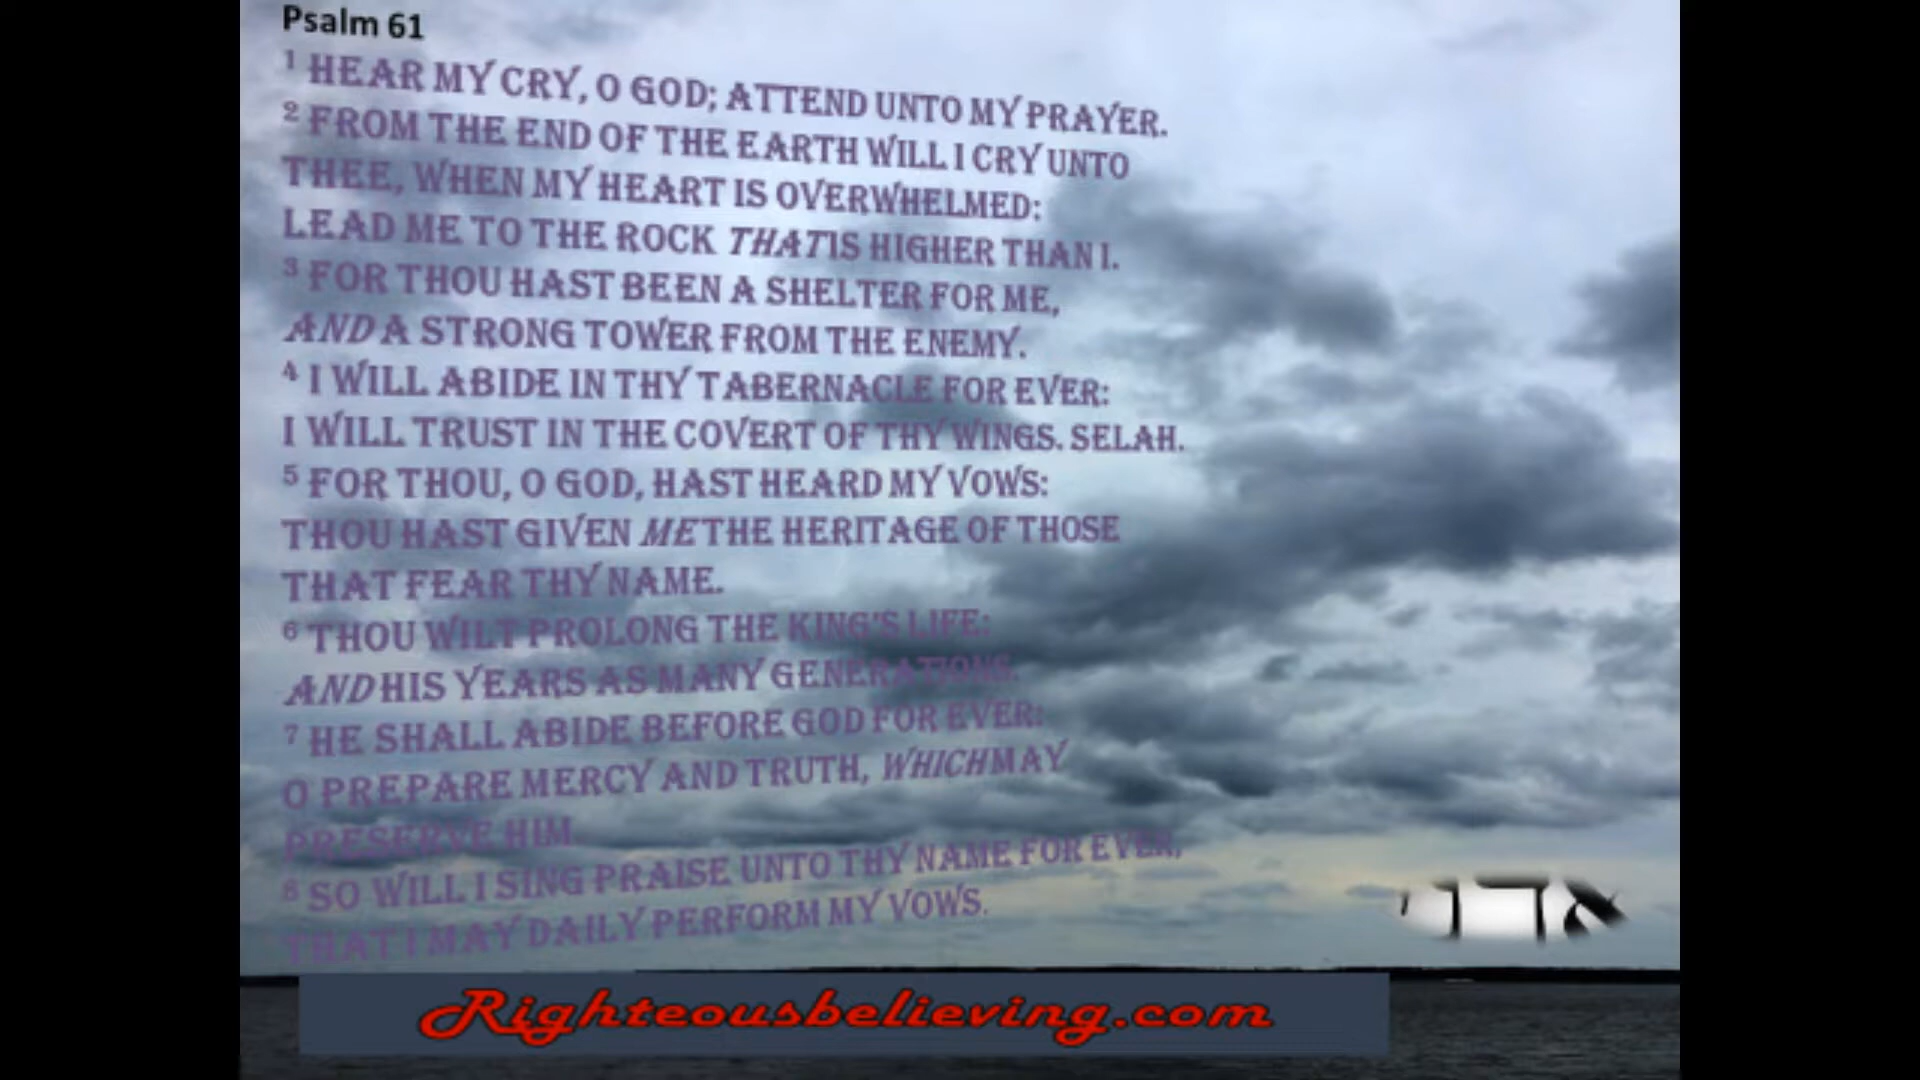 Psalm 61
1 HEAR MY CRY, O GOD; ATTEND UNTO MY PRAYER.
2 FROM THE END OF THE EARTH WILL I CRY UNTO
THEE, WHEN MY HEART IS OVERWHELMED:
LEAD ME TO THE ROCK THAT IS HIGHER THAN I.
3 FOR THOU HAST BEEN A SHELTER FOR ME,
AND A STRONG TOWER FROM THE ENEMY.
4 I WILL ABIDE IN THY TABERNACLE FOR EVER:
I WILL TRUST IN THE COVERT OF THY WINGS. SELAH.
5 FOR THOU, O GOD, HAST HEARD MY VOWS:
THOU HAST GIVEN ME THE HERITAGE OF THOSE
THAT FEAR THY NAME.
6 THOU WILT PROLONG THE KING'S LIFE:
AND HIS YEARS AS MANY GENERATIONS.
7 HE SHALL ABIDE BEFORE GOD FOR EVER:
O PREPARE MERCY AND TRUTH, WHICH MAY
PRESERVE HIM.
8 SO WILL I SING PRAISE UNTO THY NAME FOR EVER,
THAT I MAY DAILY PERFORM MY VOWS.
Righteousbelieving.com